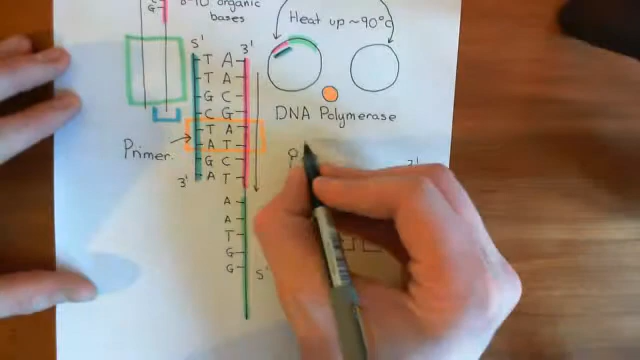 C
G
8-10 organic
bases
Heat up ~90°C
5' 3'
T A
T A
G C
C G
T A
A T
G C
A T
3'
Primer
DNA Polymerase
P
3'
A
A
T
G
G
5'